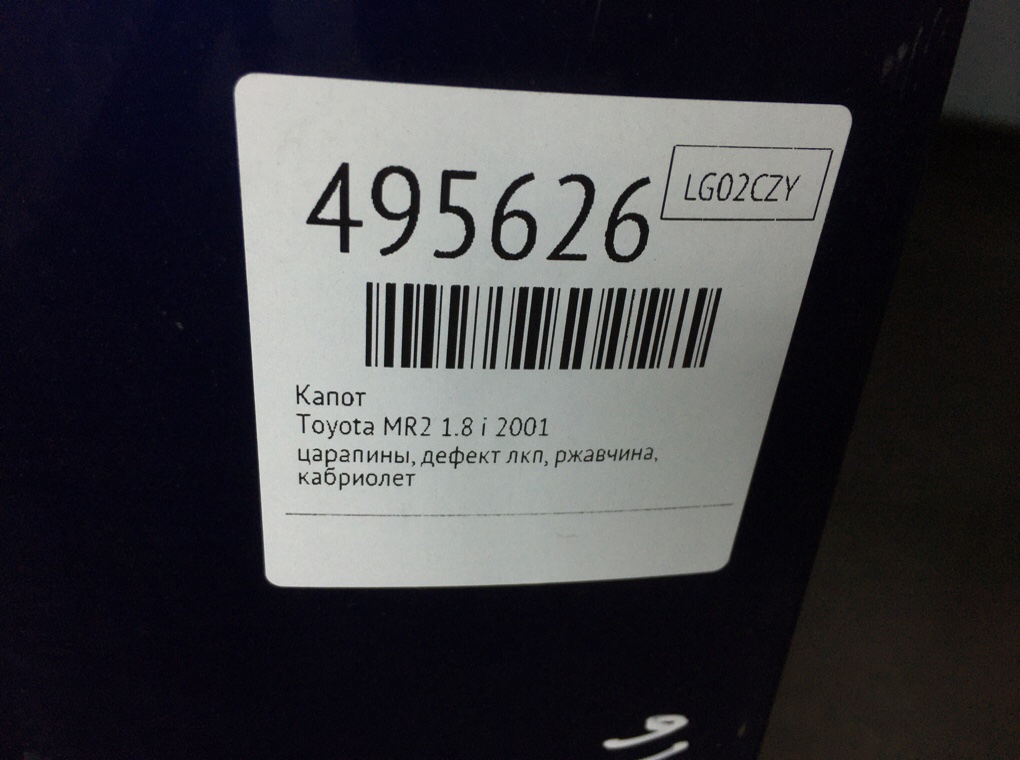 495626
LG02CZY
Капот
Toyota MR2 1.8 i 2001
царапины, дефект лкп, ржавчина,
кабриолет